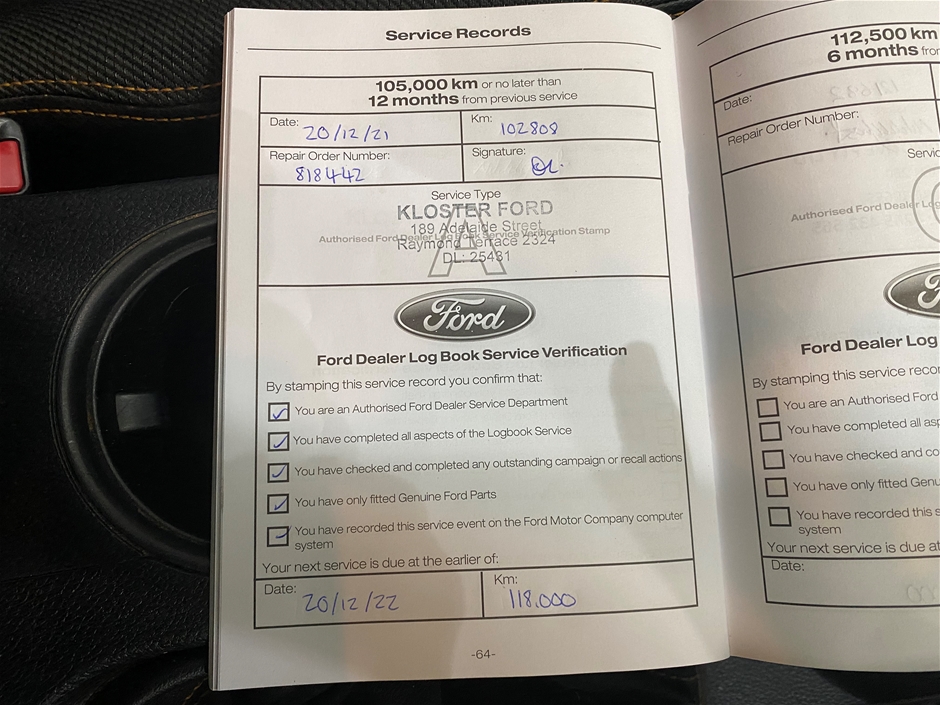 Service Records
105,000 km or no later than
12 months from previous service
Date: 20/12/21
Km: 102808
Repair Order Number: 818442
Signature:
Service Type
A
KLOSTER FORD
189 Adelaide Street
Authorised Ford Dealer Log Book Service Verification Stamp
Raymond Terrace 2324
DL: 25431
Ford
Ford Dealer Log Book Service Verification
By stamping this service record you confirm that:
You are an Authorised Ford Dealer Service Department
You have completed all aspects of the Logbook Service
You have checked and completed any outstanding campaign or recall actions
You have only fitted Genuine Ford Parts
You have recorded this service event on the Ford Motor Company computer
system
Your next service is due at the earlier of:
Date: 20/12/22
Km: 118.000
-64-
112,500 km
6 months from
Date:
Repair Order Number:
Servic
Authorised Ford Dealer Log
Ford Dealer Log
By stamping this service recor
You are an Authorised Ford
You have completed all asp
You have checked and co
You have only fitted Genu
You have recorded this s
system
Your next service is due at
Date: